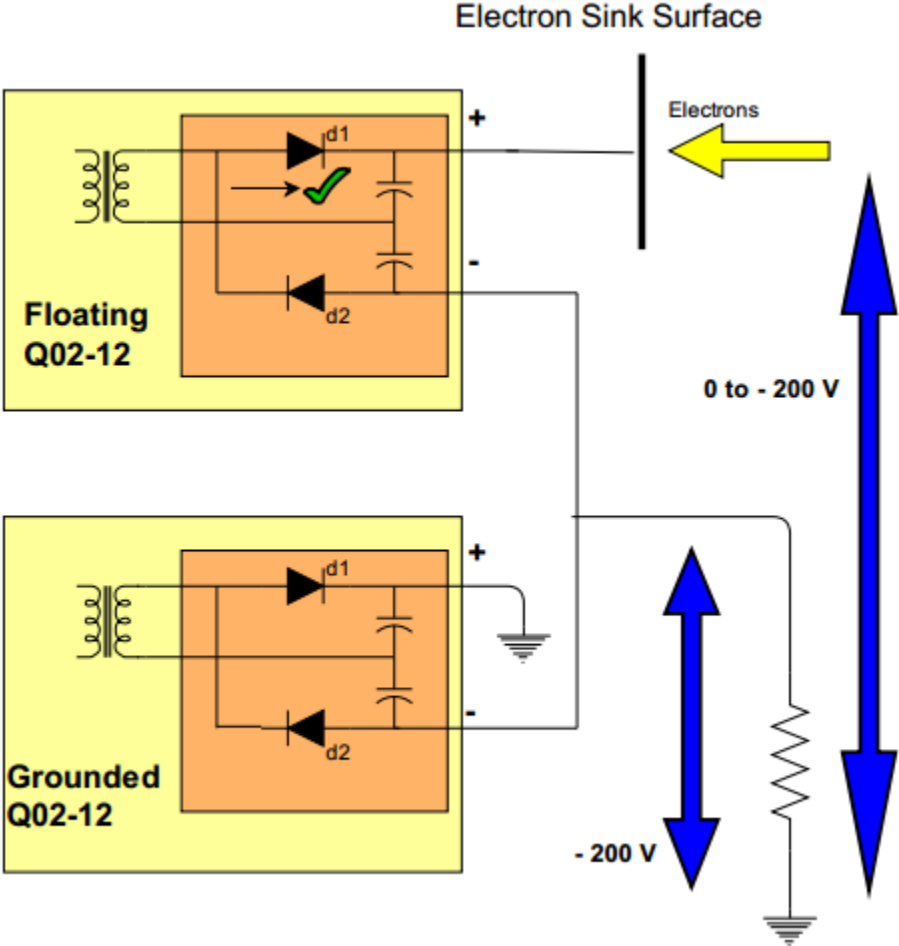 Electron Sink Surface
Electrons
+
d1
-
d2
Floating
Q02-12
0 to - 200 V
+
d1
-
d2
Grounded
Q02-12
- 200 V